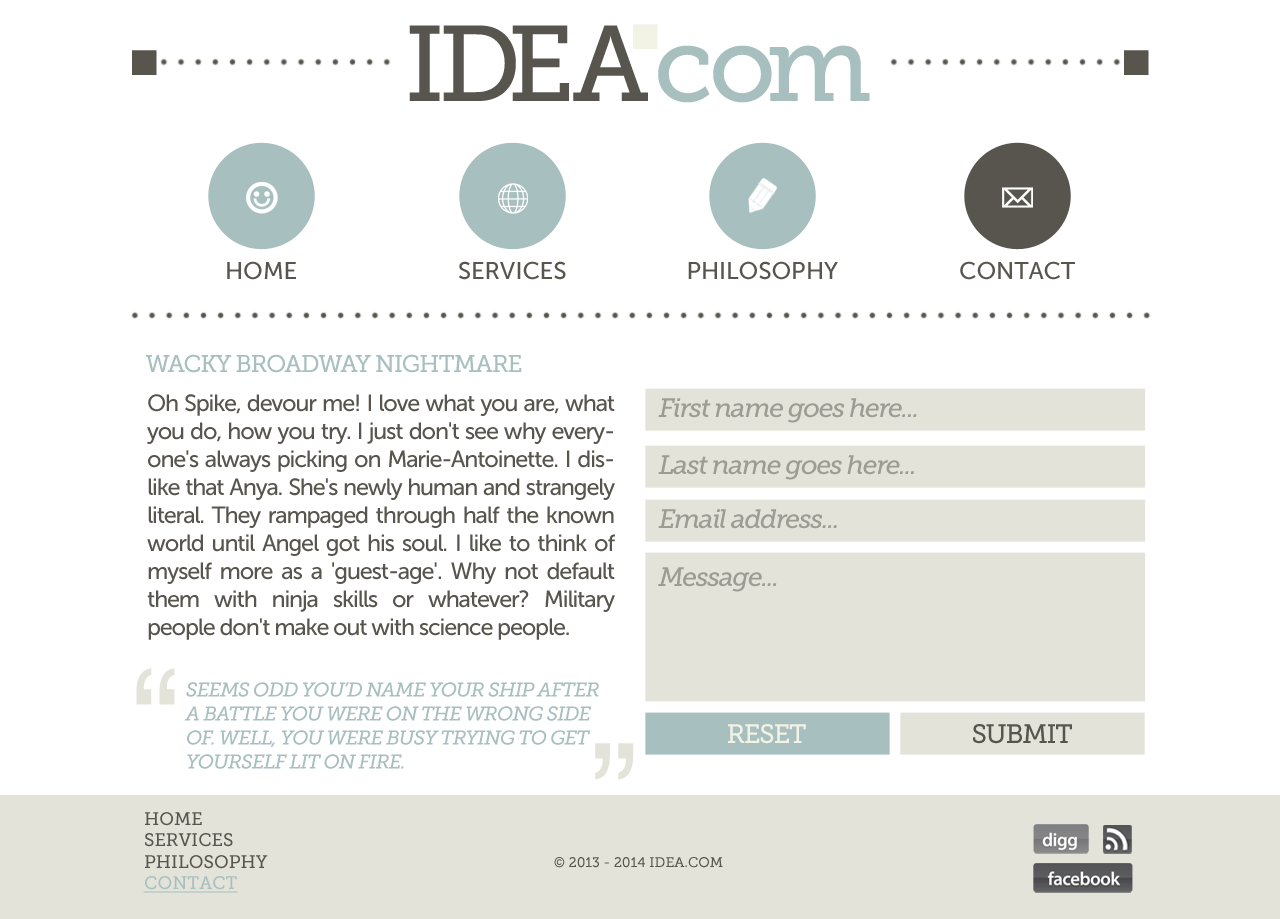 IDEA.com
HOME
SERVICES
PHILOSOPHY
CONTACT
WACKY BROADWAY NIGHTMARE
Oh Spike, devour me! I love what you are, what
you do, how you try. I just don't see why every-
one's always picking on Marie-Antoinette. I dis-
like that Anya. She's newly human and strangely
literal. They rampaged through half the known
world until Angel got his soul. I like to think of
myself more as a 'guest-age'. Why not default
them with ninja skills or whatever? Military
people don't make out with science people.
“
SEEMS ODD YOU'D NAME YOUR SHIP AFTER
A BATTLE YOU WERE ON THE WRONG SIDE
OF. WELL, YOU WERE BUSY TRYING TO GET
YOURSELF LIT ON FIRE.
”
First name goes here...
Last name goes here...
Email address...
Message...
RESET
SUBMIT
HOME
SERVICES
PHILOSOPHY
CONTACT
© 2013 - 2014 IDEA.COM
digg
facebook